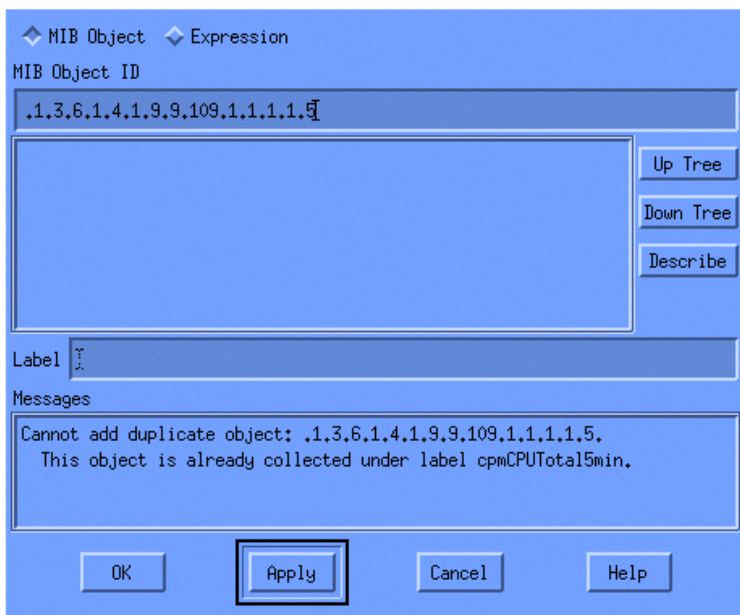 MIB Object Expression
MIB Object ID
.1.3.6.1.4.1.9.9.109.1.1.1.1.5
Up Tree
Down Tree
Describe
Label
Messages
Cannot add duplicate object: .1.3.6.1.4.1.9.9.109.1.1.1.1.5.
This object is already collected under label cpmCPUTotal5min.
OK Apply Cancel Help